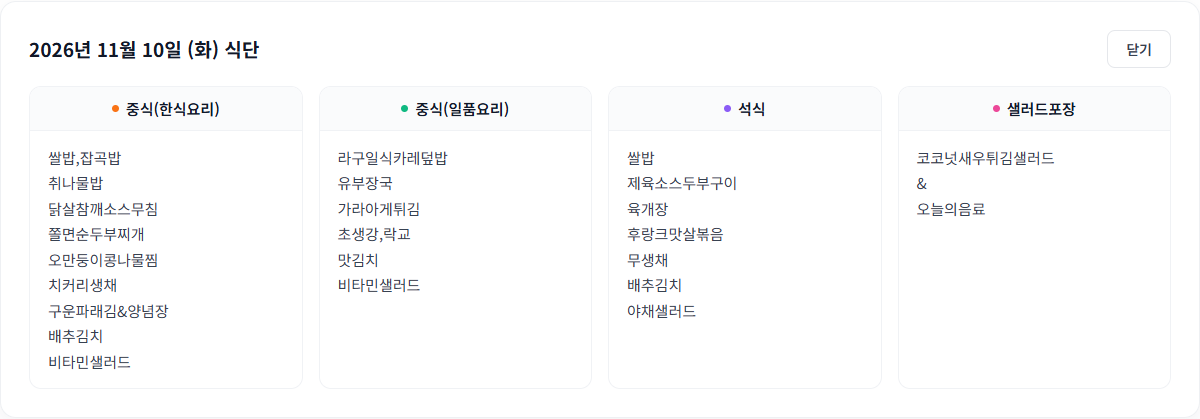 2026년 11월 10일 (화) 식단
닫기
중식(한식요리)
쌀밥,잡곡밥
취나물밥
닭살참깨소스무침
쫄면순두부찌개
오만둥이콩나물찜
치커리생채
구운파래김&양념장
배추김치
비타민샐러드
중식(일품요리)
라구일식카레덮밥
유부장국
가라아게튀김
초생강,락교
맛김치
비타민샐러드
석식
쌀밥
제육소스두부구이
육개장
후랑크맛살볶음
무생채
배추김치
야채샐러드
샐러드포장
코코넛새우튀김샐러드
&
오늘의음료